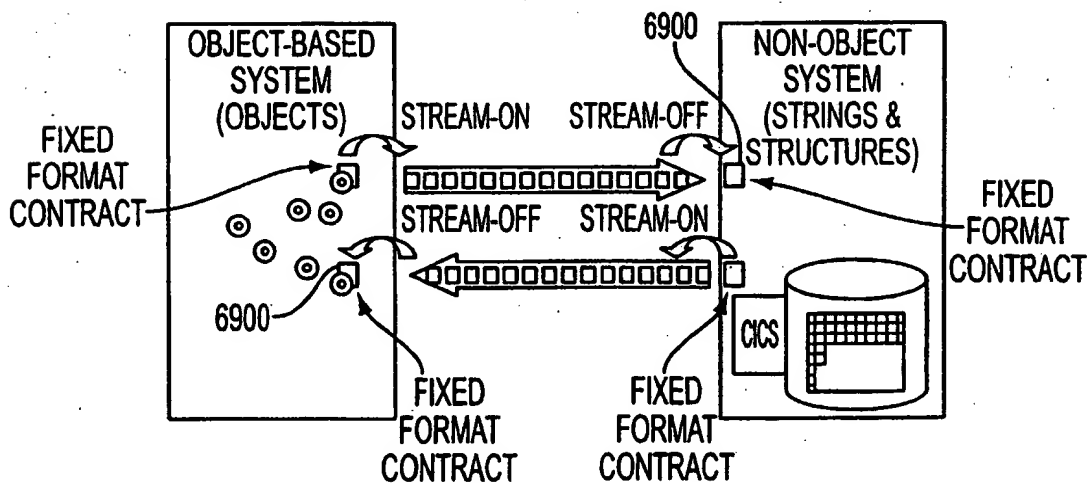 OBJECT-BASED
SYSTEM
(OBJECTS)
6900
NON-OBJECT
SYSTEM
(STRINGS &
STRUCTURES)
STREAM-ON
STREAM-OFF
FIXED
FORMAT
CONTRACT
FIXED
FORMAT
CONTRACT
STREAM-OFF
STREAM-ON
6900
CICS
FIXED
FORMAT
CONTRACT
FIXED
FORMAT
CONTRACT